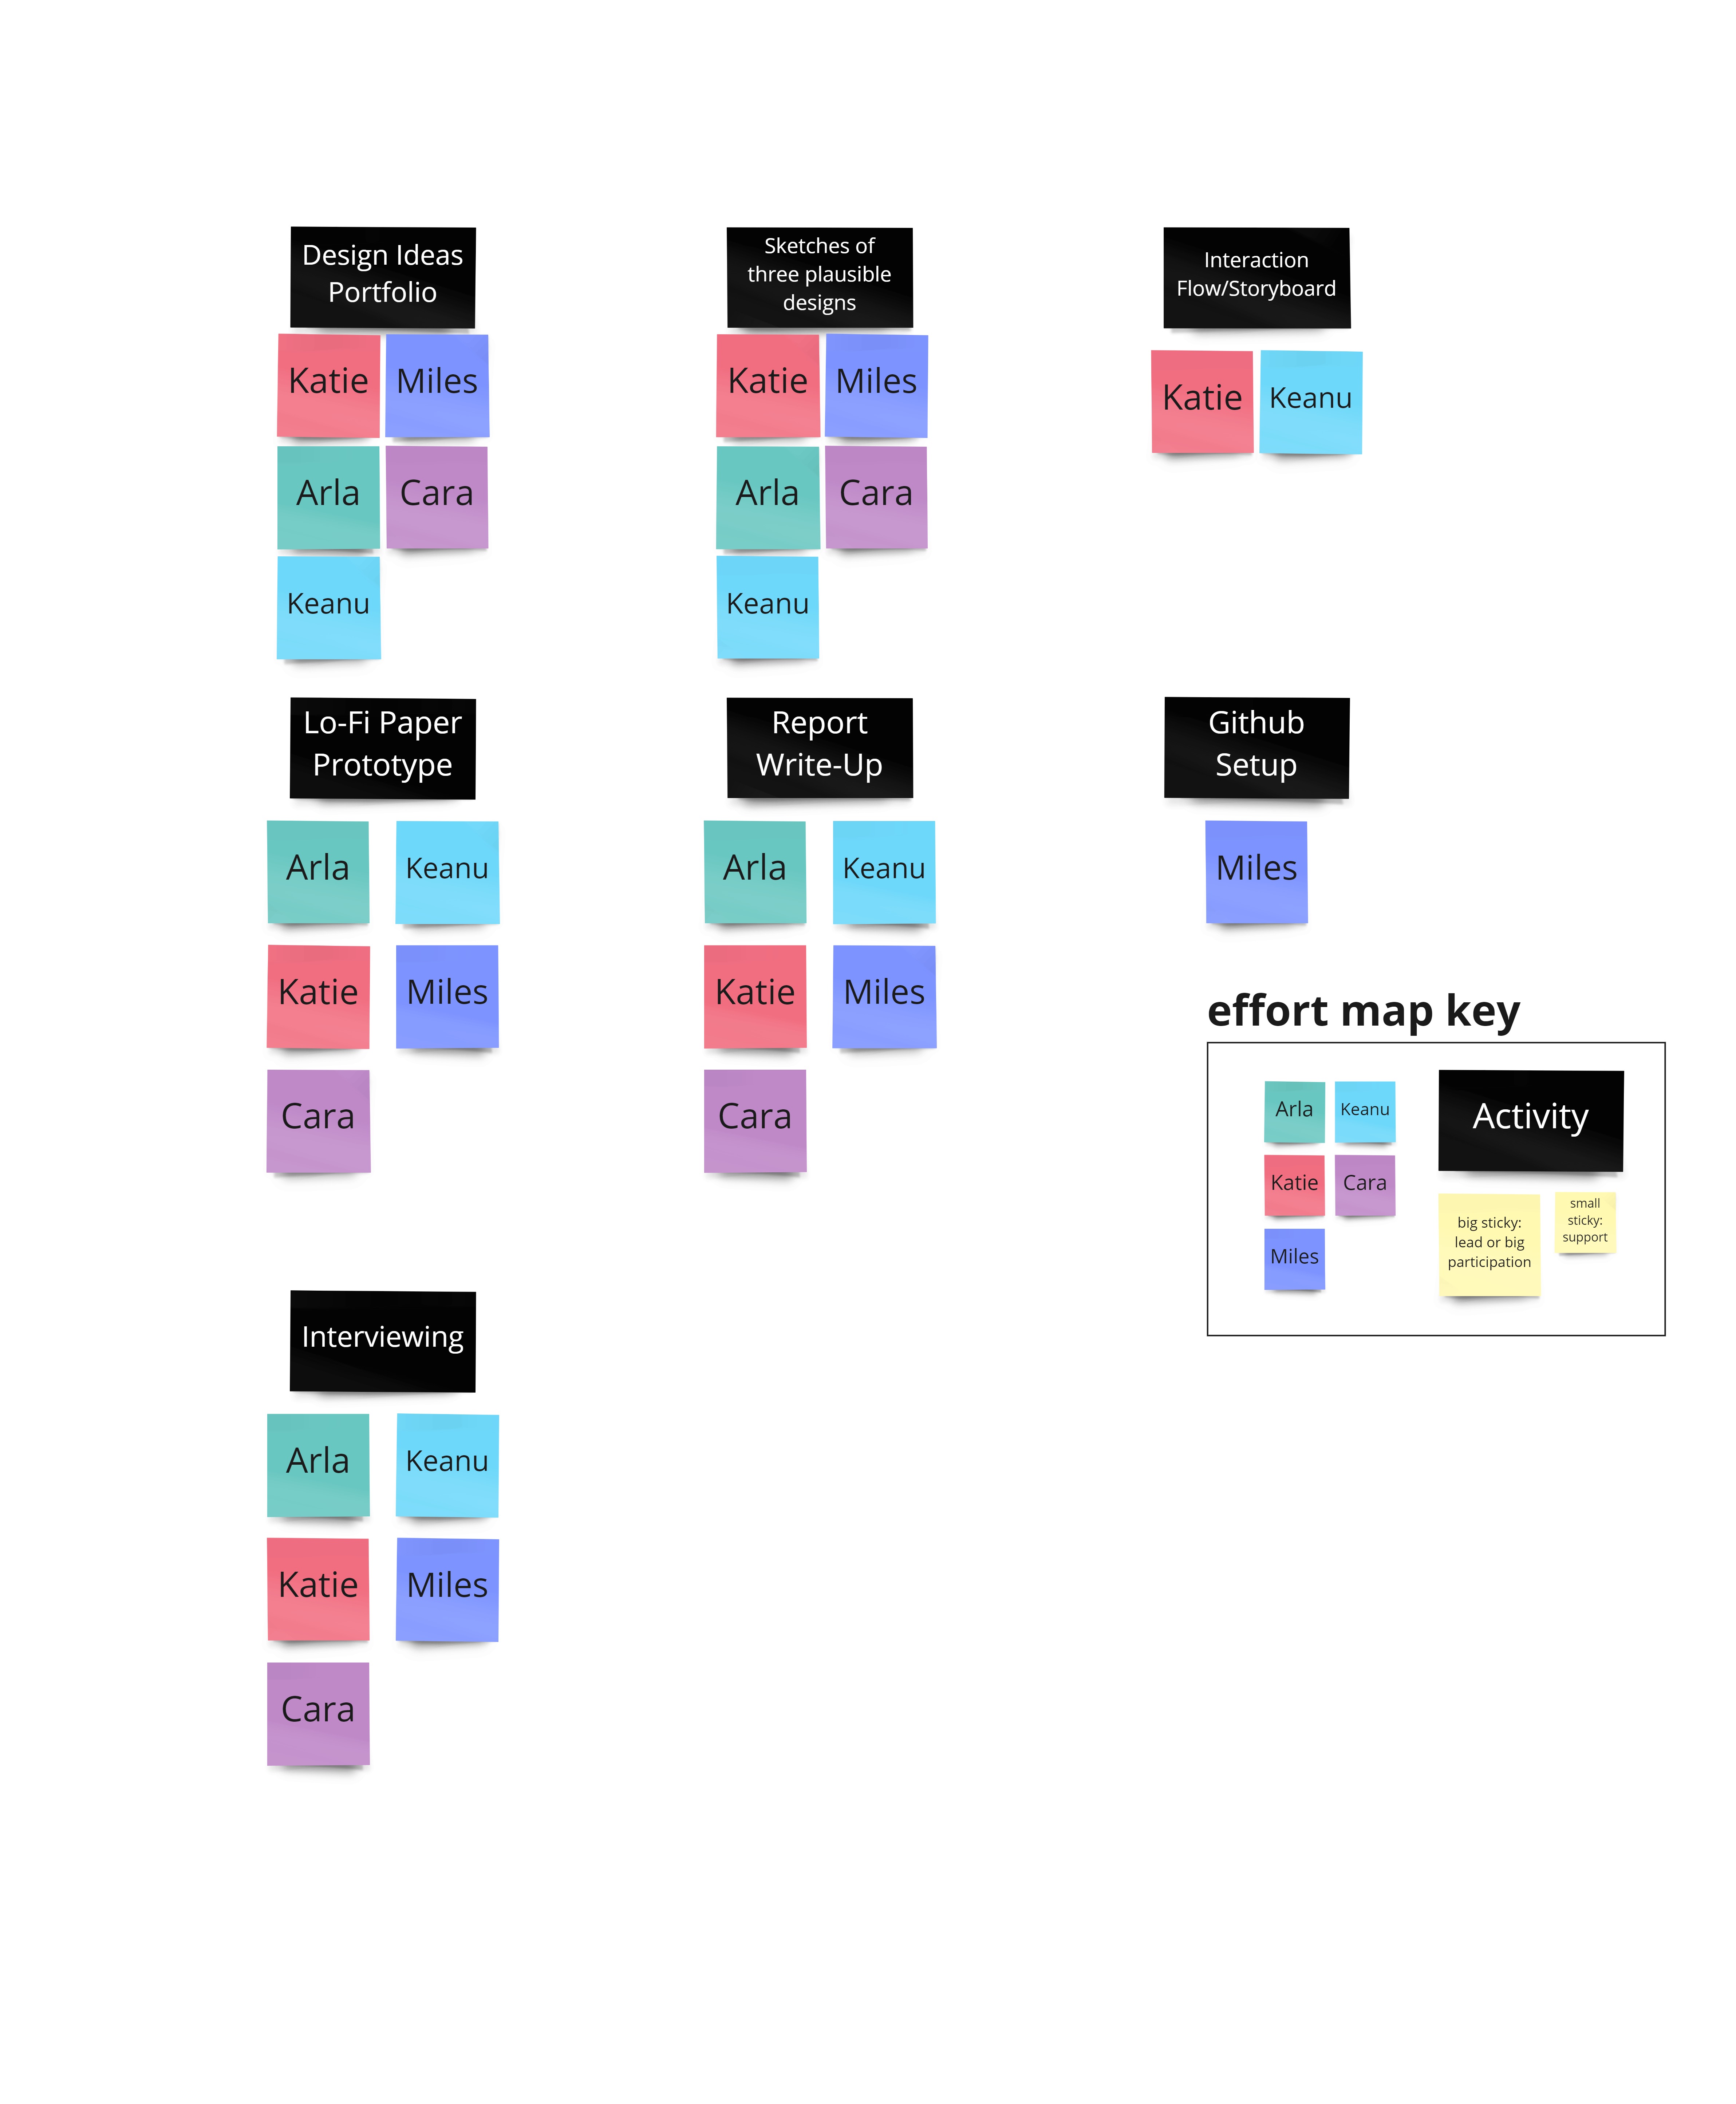 Design Ideas
Portfolio
Katie
Miles
Arla
Cara
Keanu
Sketches of
three plausible
designs
Katie
Miles
Arla
Cara
Keanu
Interaction
Flow/Storyboard
Katie
Keanu
Lo-Fi Paper
Prototype
Arla
Keanu
Katie
Miles
Cara
Report
Write-Up
Arla
Keanu
Katie
Miles
Cara
Github
Setup
Miles
effort map key
Arla
Keanu
Katie
Cara
Miles
Activity
big sticky:
lead or big
participation
small
sticky:
support
Interviewing
Arla
Keanu
Katie
Miles
Cara